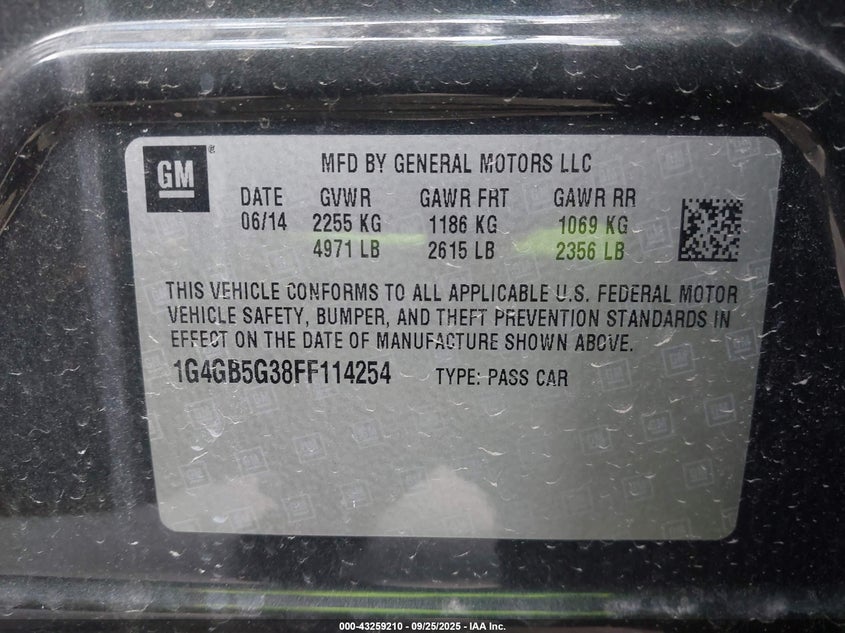 GM
MFD BY GENERAL MOTORS LLC
DATE GVWR GAWR FRT GAWR RR
06/14 2255 KG 1186 KG 1069 KG
4971 LB 2615 LB 2356 LB
THIS VEHICLE CONFORMS TO ALL APPLICABLE U.S. FEDERAL MOTOR
VEHICLE SAFETY, BUMPER, AND THEFT PREVENTION STANDARDS IN
EFFECT ON THE DATE OF MANUFACTURE SHOWN ABOVE.
1G4GB5G38FF114254 TYPE: PASS CAR
000-43259210 - 09/25/2025 - IAA Inc.